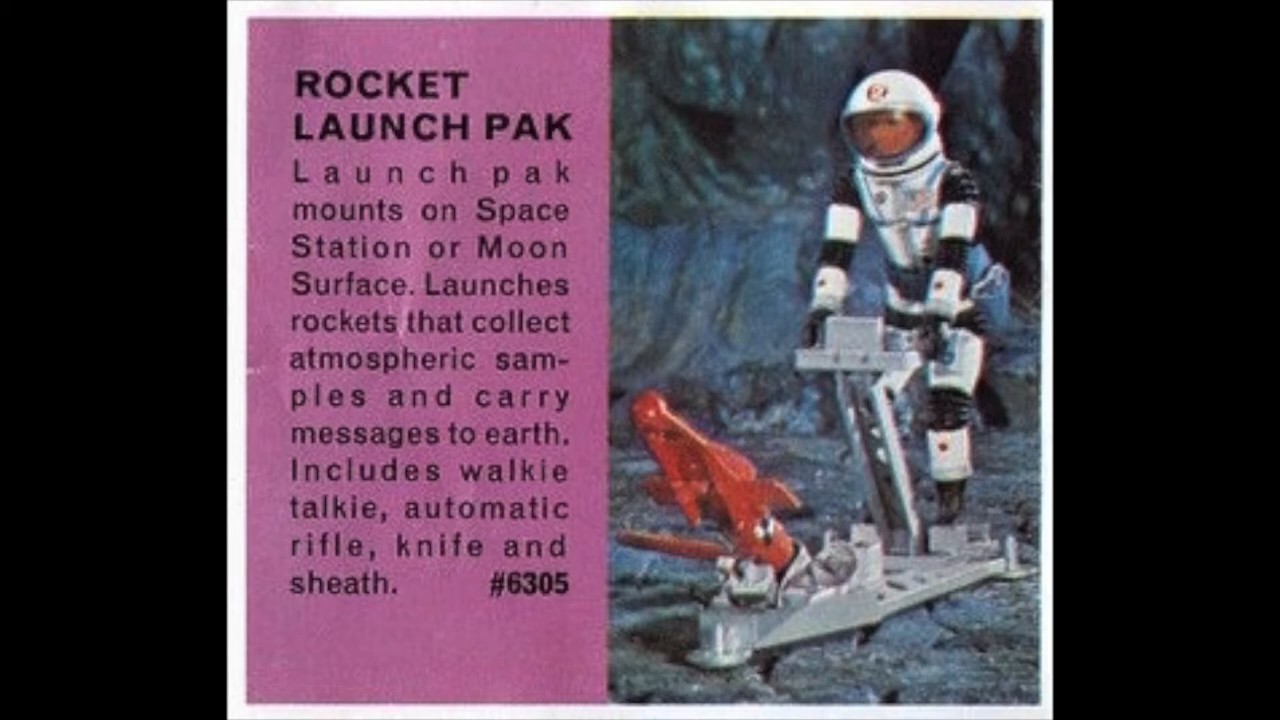 ROCKET
LAUNCH PAK
Launch pak
mounts on Space
Station or Moon
Surface. Launches
rockets that collect
atmospheric sam-
ples and carry
messages to earth.
Includes walkie
talkie, automatic
rifle, knife and
sheath. #6305